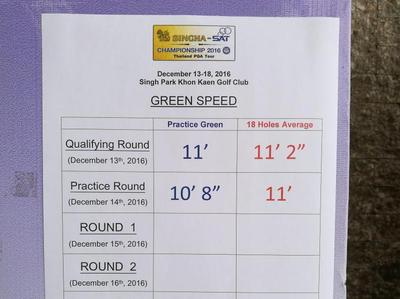 SINGHA-SAT
CHAMPIONSHIP 2016
Thailand PGA Tour
December 13-18, 2016
Singh Park Khon Kaen Golf Club
GREEN SPEED
Practice Green 18 Holes Average
Qualifying Round 11' 11' 2”
(December 13th, 2016)
Practice Round 10' 8” 11'
(December 14th, 2016)
ROUND 1
(December 15th, 2016)
ROUND 2
(December 16th, 2016)